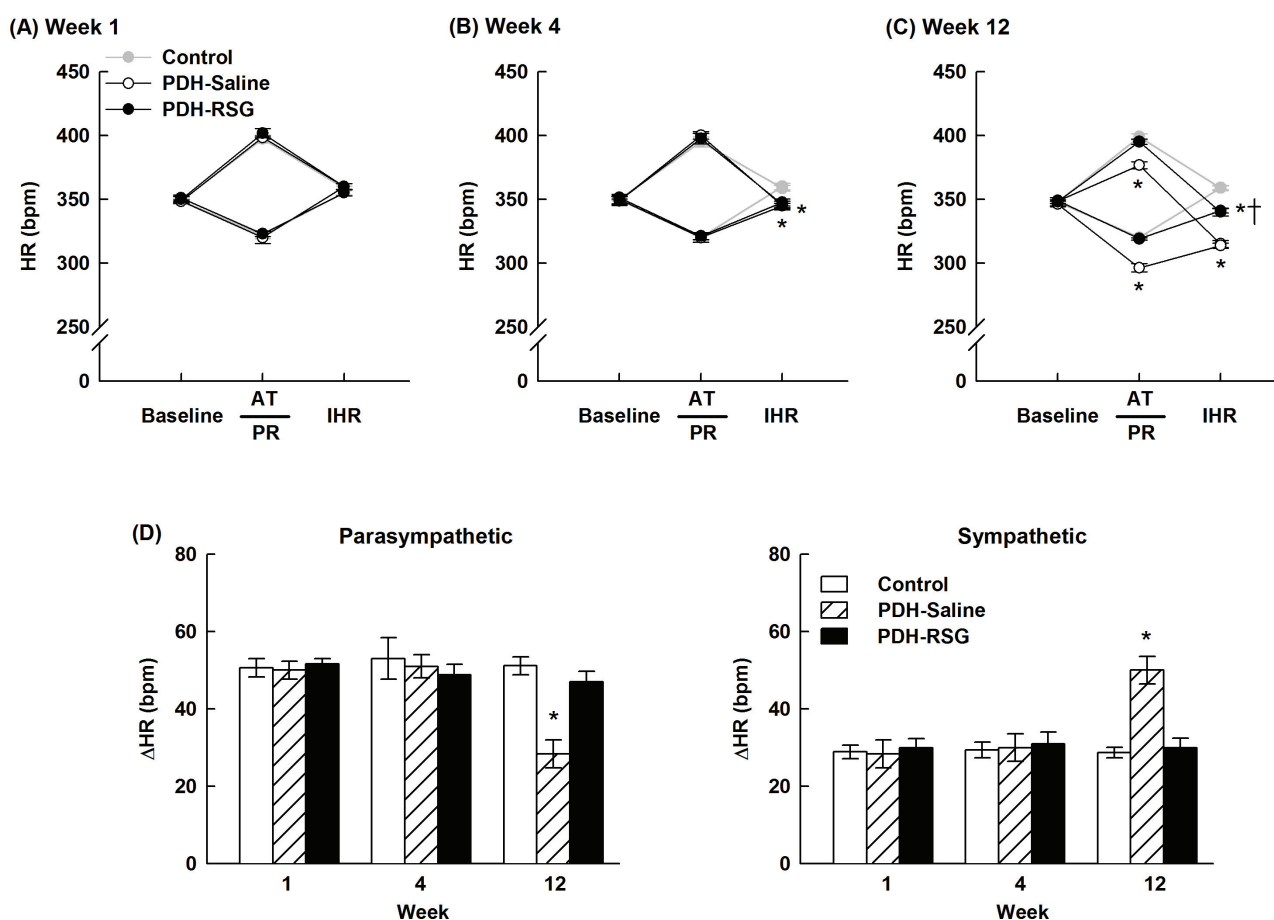 (A) Week 1
Control
PDH-Saline
PDH-RSG
450
400
350
300
250
0
HR (bpm)
Baseline
AT
PR
IHR
(B) Week 4
450
400
350
300
250
0
HR (bpm)
*
*
Baseline
AT
PR
IHR
(C) Week 12
450
400
350
300
250
0
HR (bpm)
*
*
*†
*
Baseline
AT
PR
IHR
(D)
Parasympathetic
80
60
40
20
0
ΔHR (bpm)
*
1 4 12
Week
Sympathetic
Control
PDH-Saline
PDH-RSG
80
60
40
20
0
ΔHR (bpm)
*
1 4 12
Week